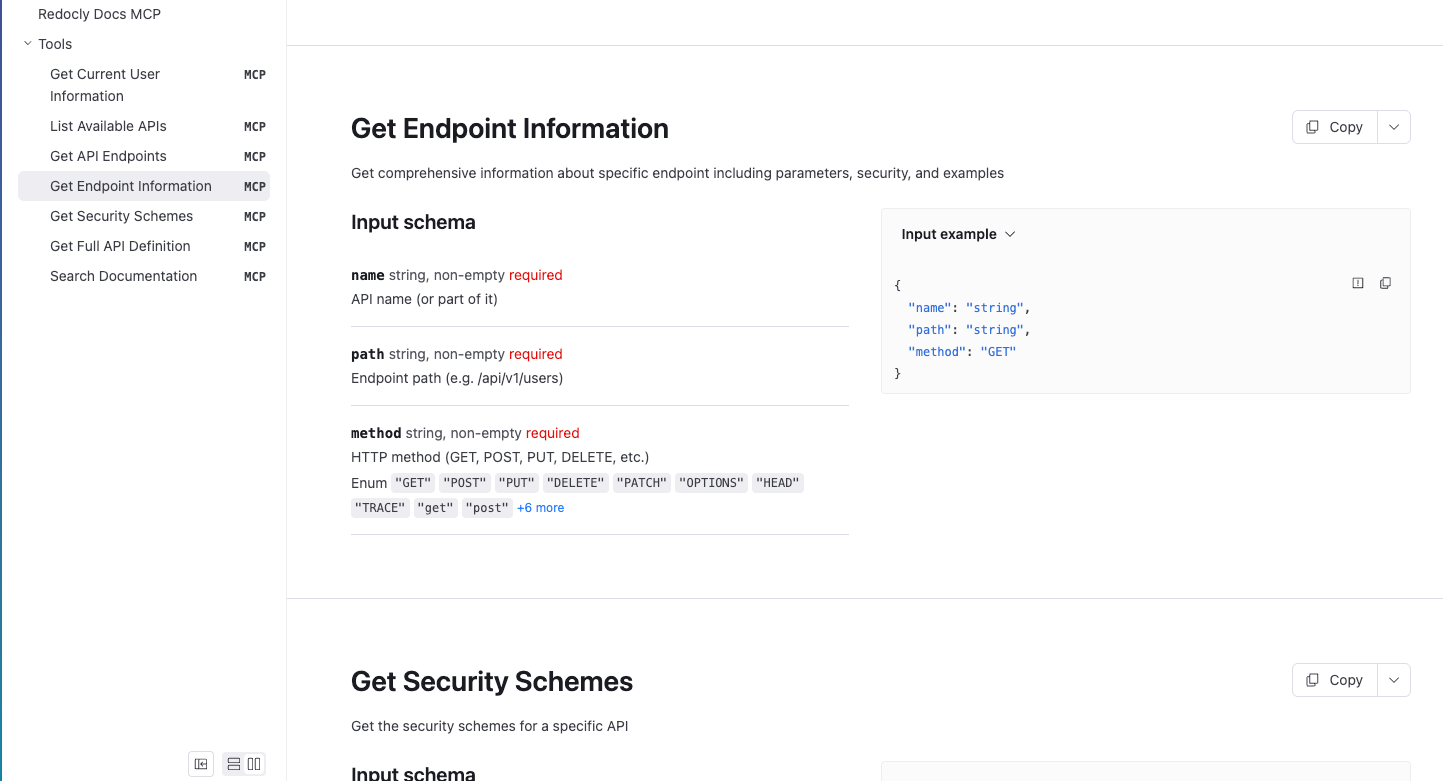 Redocly Docs MCP
Tools
Get Current User Information MCP
List Available APIs MCP
Get API Endpoints MCP
Get Endpoint Information MCP
Get Security Schemes MCP
Get Full API Definition MCP
Search Documentation MCP
Get Endpoint Information
Copy
Get comprehensive information about specific endpoint including parameters, security, and examples
Input schema
name string, non-empty required
API name (or part of it)
path string, non-empty required
Endpoint path (e.g. /api/v1/users)
method string, non-empty required
HTTP method (GET, POST, PUT, DELETE, etc.)
Enum "GET" "POST" "PUT" "DELETE" "PATCH" "OPTIONS" "HEAD"
"TRACE" "get" "post" +6 more
Input example
{
"name": "string",
"path": "string",
"method": "GET"
}
Get Security Schemes
Copy
Get the security schemes for a specific API
Input schema